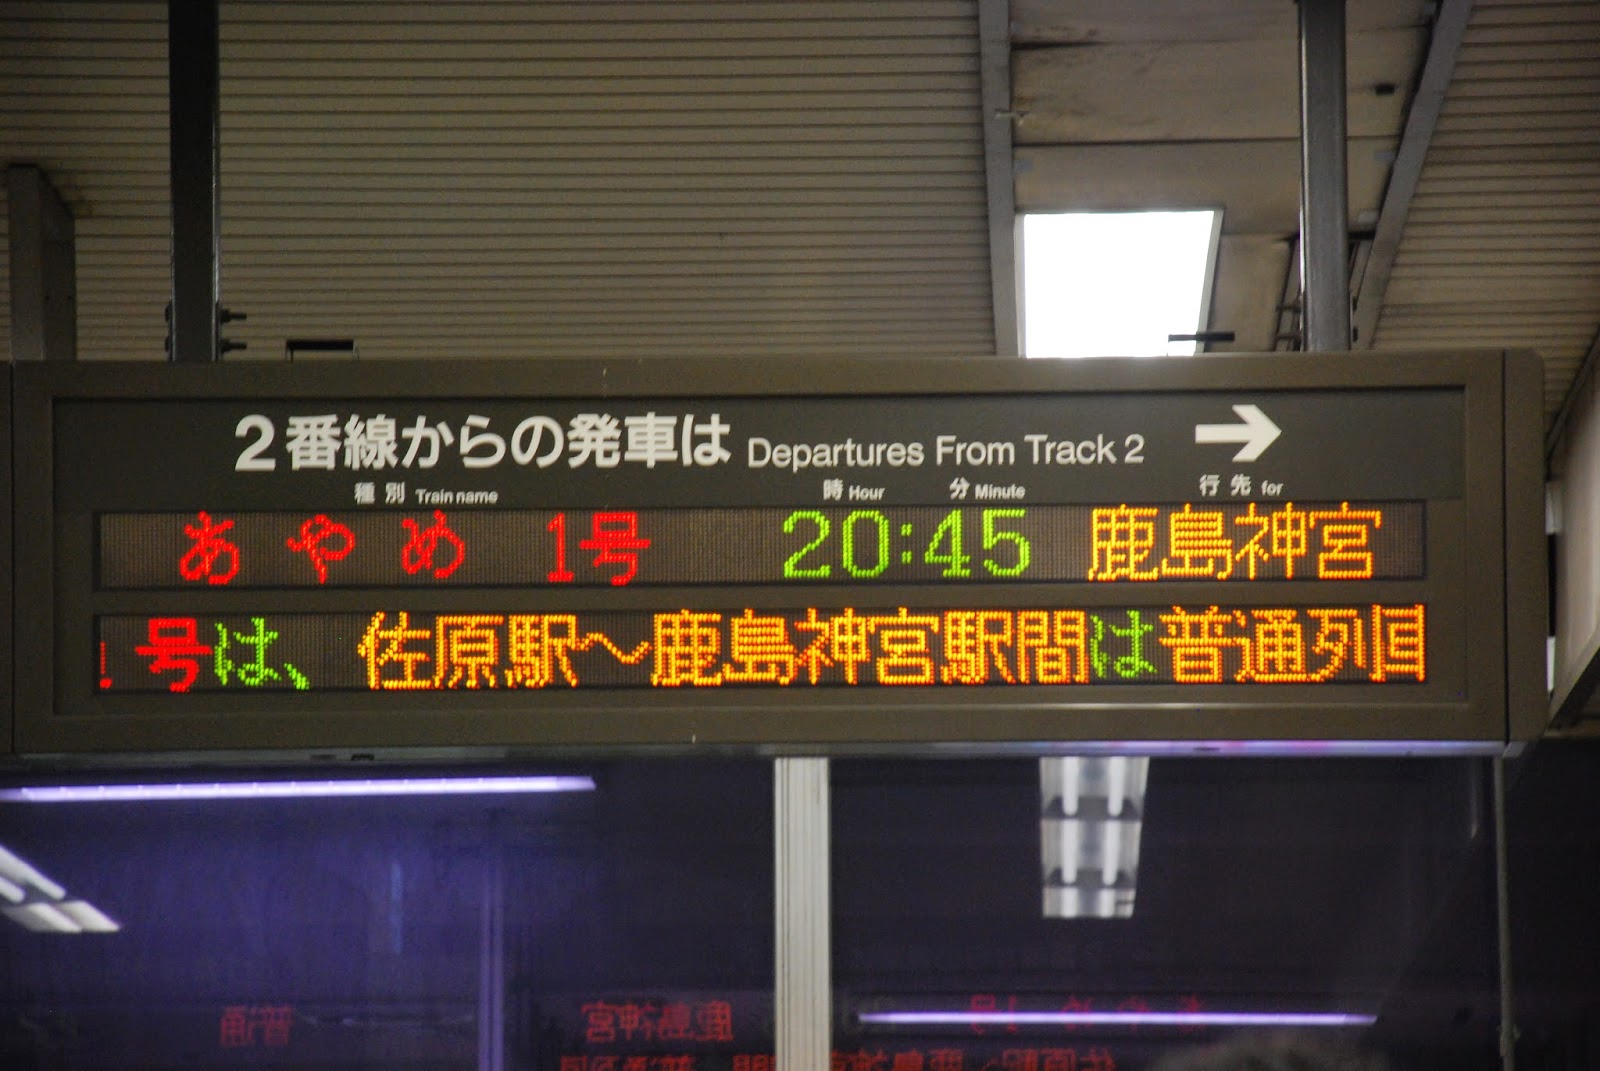 2番線からの発車は Departures From Track 2 →
種別 Train name 時 Hour 分 Minute 行先 for
あやめ 1号 20:45 鹿島神宮
号は、佐原駅〜鹿島神宮駅間は普通列